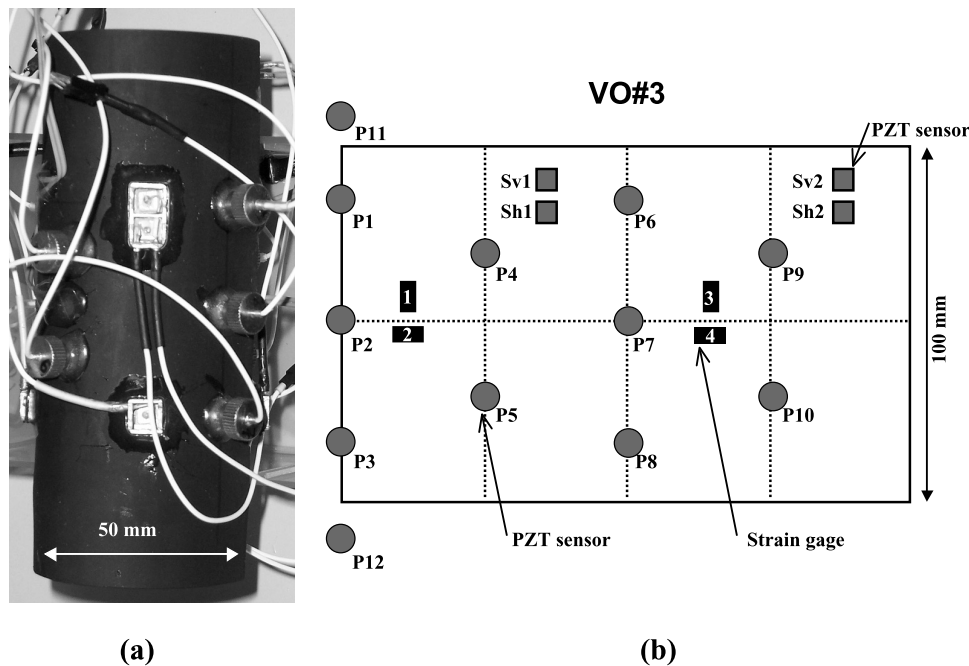 VO#3
P11
PZT sensor
Sv1
Sv2
Sh1
Sh2
P1
P6
P4
P9
1
3
2
4
P2
P7
100 mm
P5
P10
P3
P8
50 mm
PZT sensor
Strain gage
P12
(a)
(b)